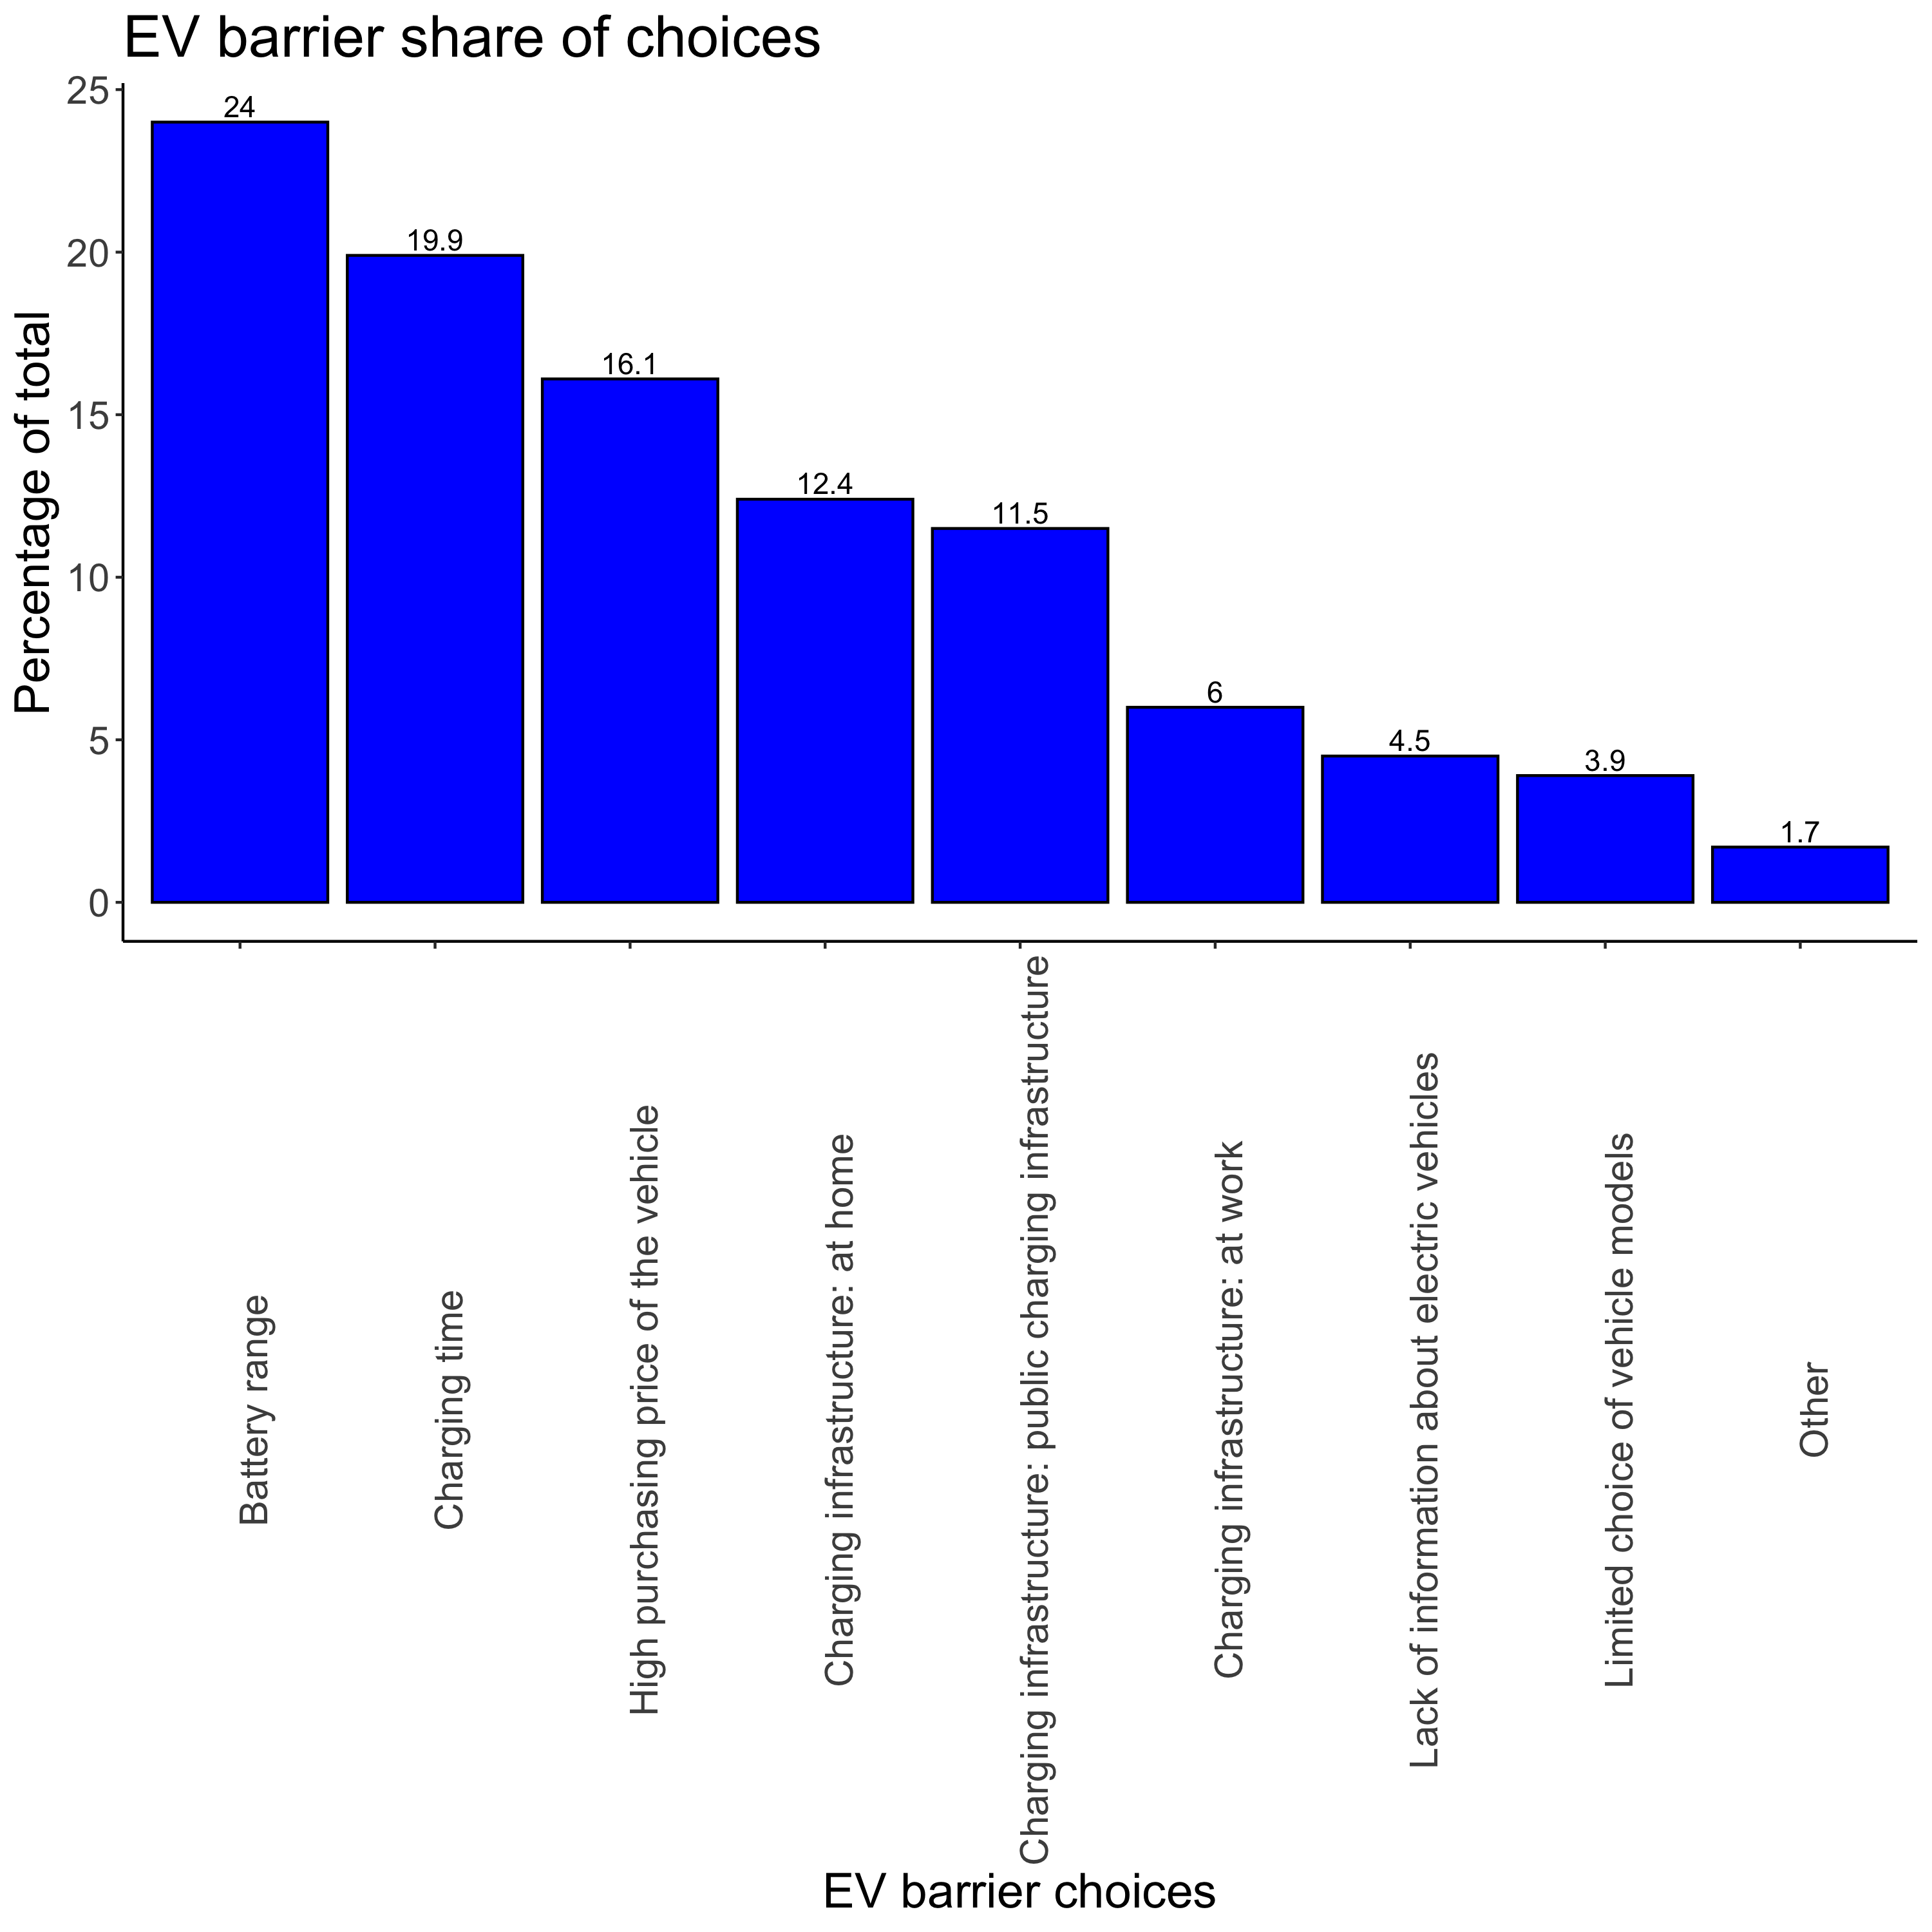 EV barrier share of choices
Percentage of total
25
20
15
10
5
0
24
19.9
16.1
12.4
11.5
6
4.5
3.9
1.7
Battery range
Charging time
High purchasing price of the vehicle
Charging infrastructure: at home
Charging infrastructure: public charging infrastructure
Charging infrastructure: at work
Lack of information about electric vehicles
Limited choice of vehicle models
Other
EV barrier choices